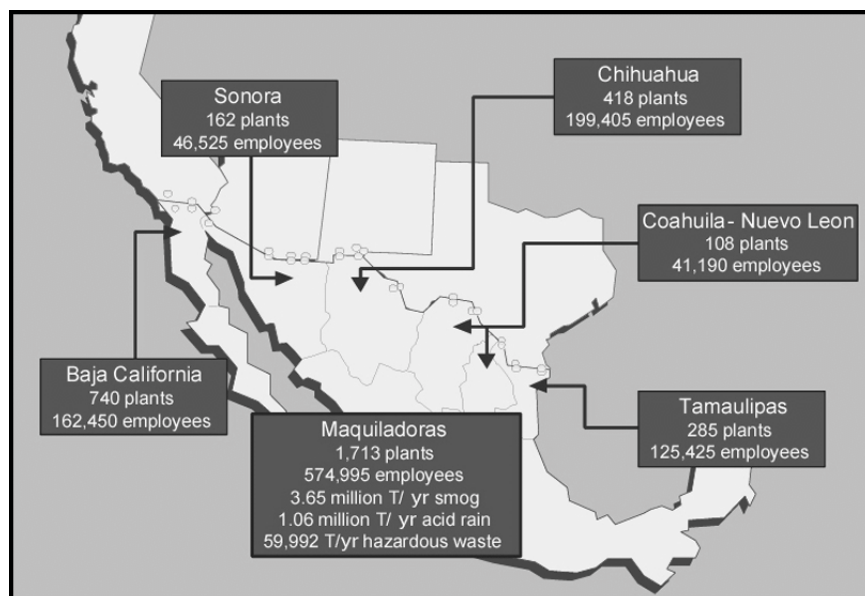 Sonora
162 plants
46,525 employees
Chihuahua
418 plants
199,405 employees
Coahuila- Nuevo Leon
108 plants
41,190 employees
Baja California
740 plants
162,450 employees
Maquiladoras
1,713 plants
574,995 employees
3.65 million T/ yr smog
1.06 million T/ yr acid rain
59,992 T/yr hazardous waste
Tamaulipas
285 plants
125,425 employees